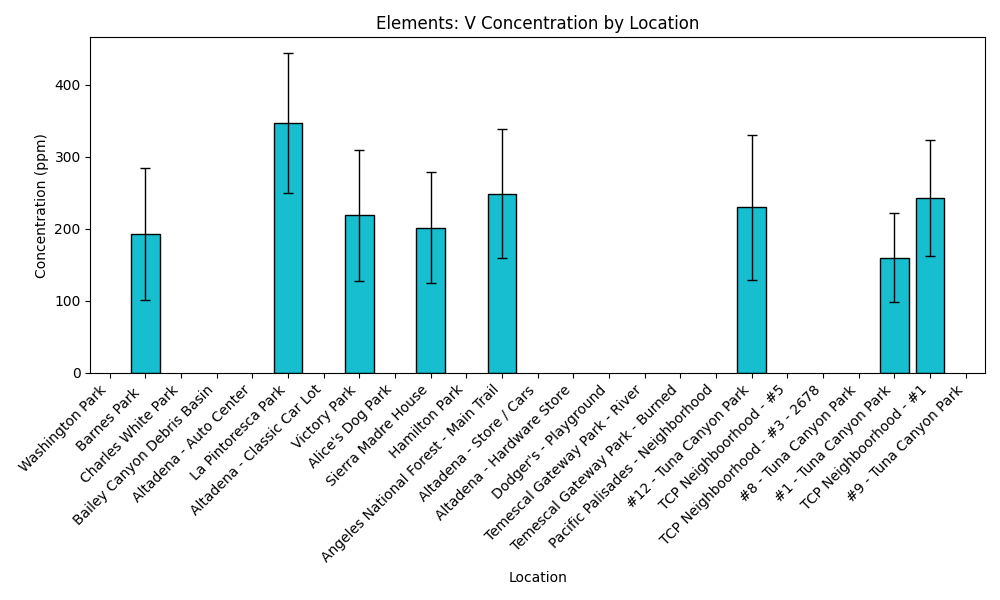 Elements: V Concentration by Location
Concentration (ppm)
400
300
200
100
0
Washington Park
Barnes Park
Charles White Park
Bailey Canyon Debris Basin
Altadena - Auto Center
La Pintoresca Park
Altadena - Classic Car Lot
Victory Park
Alice's Dog Park
Sierra Madre House
Hamilton Park
Angeles National Forest - Main Trail
Altadena - Store / Cars
Altadena - Hardware Store
Dodger's - Playground
Temescal Gateway Park - River
Temescal Gateway Park - Burned
Pacific Palisades - Neighborhood
#12 - Tuna Canyon Park
TCP Neighbourhood - #5
TCP Neighboorhood - #3 - 2678
#8 - Tuna Canyon Park
#1 - Tuna Canyon Park
TCP Neighborhood - #1
#9 - Tuna Canyon Park
Location